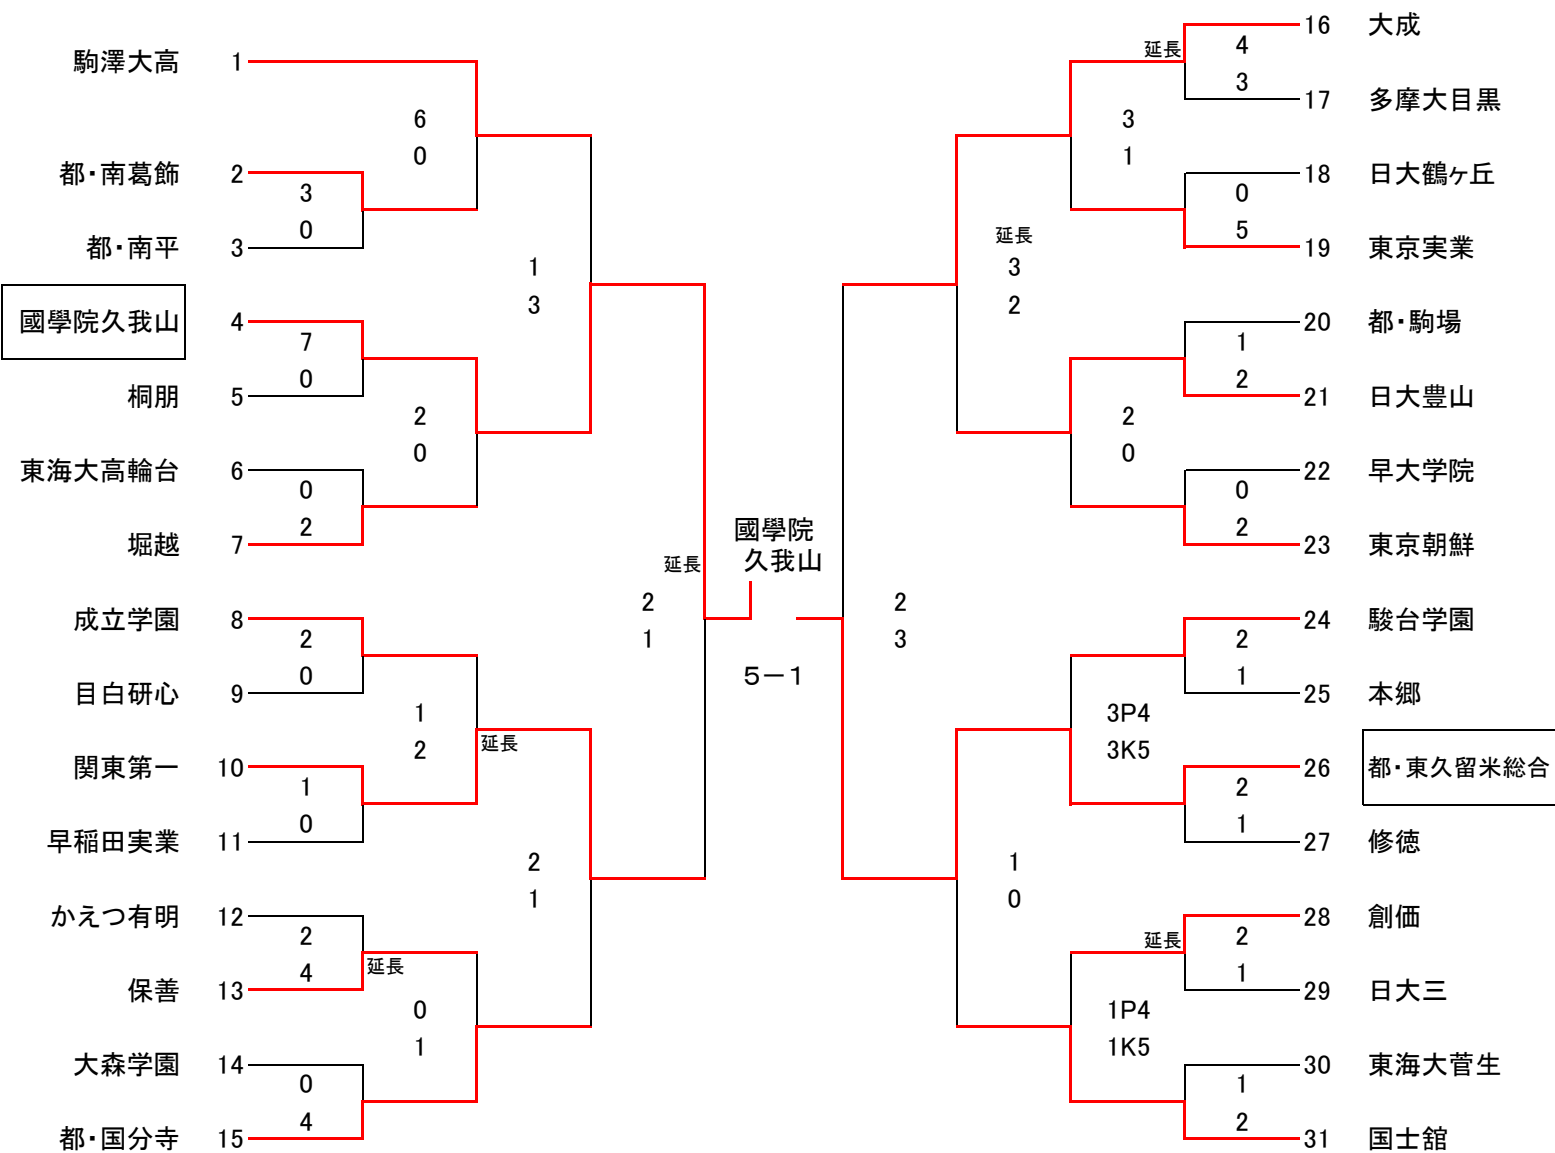 駒澤大高 1
6
0
都・南葛飾 2
3
0
都・南平 3
1
3
國學院久我山 4
7
0
桐朋 5
2
0
東海大高輪台 6
0
2
堀越 7
延長
2
1
成立学園 8
2
0
目白研心 9
1
2
延長
関東第一 10
1
0
早稲田実業 11
2
1
かえつ有明 12
2
4
延長
保善 13
0
1
大森学園 14
0
4
都・国分寺 15
國學院
久我山
5－1
16 大成
延長
4
3
17 多摩大目黒
3
1
18 日大鶴ヶ丘
0
5
19 東京実業
延長
3
2
20 都・駒場
1
2
21 日大豊山
2
0
22 早大学院
0
2
23 東京朝鮮
2
3
24 駿台学園
2
1
25 本郷
3P4
3K5
26 都・東久留米総合
2
1
27 修徳
1
0
28 創価
延長
2
1
29 日大三
1P4
1K5
30 東海大菅生
1
2
31 国士舘